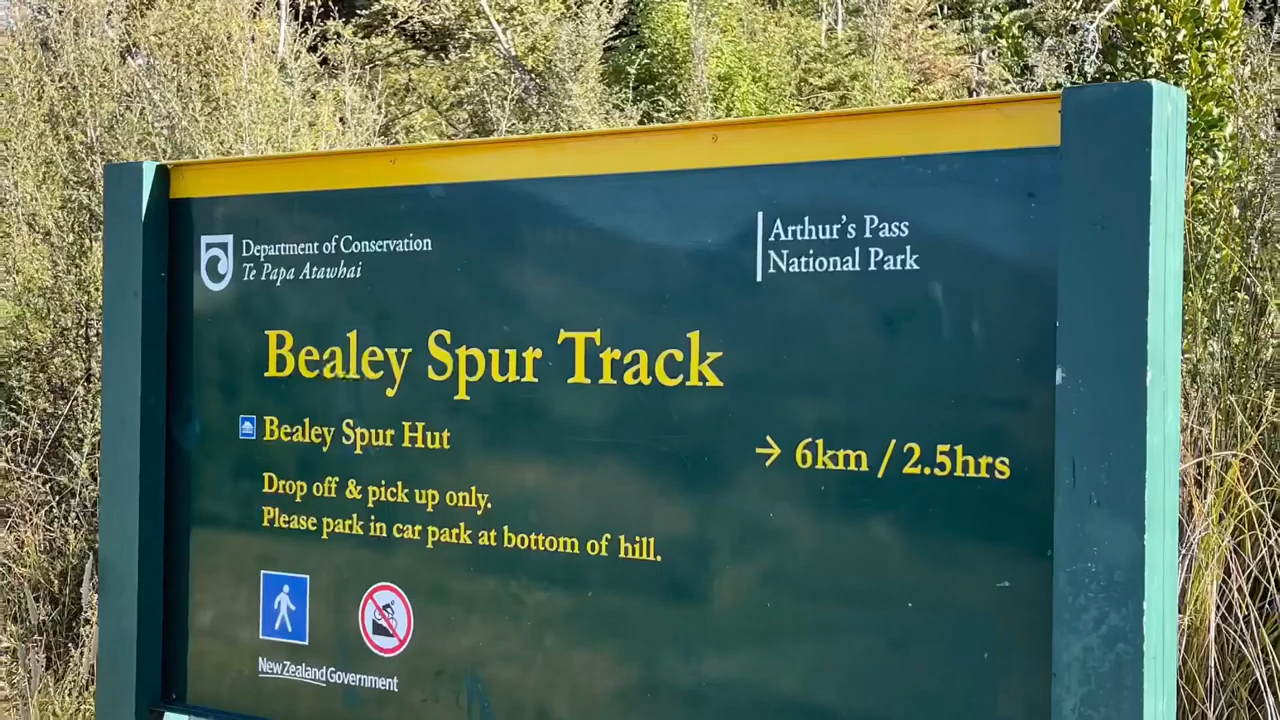 Department of Conservation
Te Papa Atawhai
Arthur's Pass
National Park
Bealey Spur Track
Bealey Spur Hut
→ 6km / 2.5hrs
Drop off & pick up only.
Please park in car park at bottom of hill.
New Zealand Government